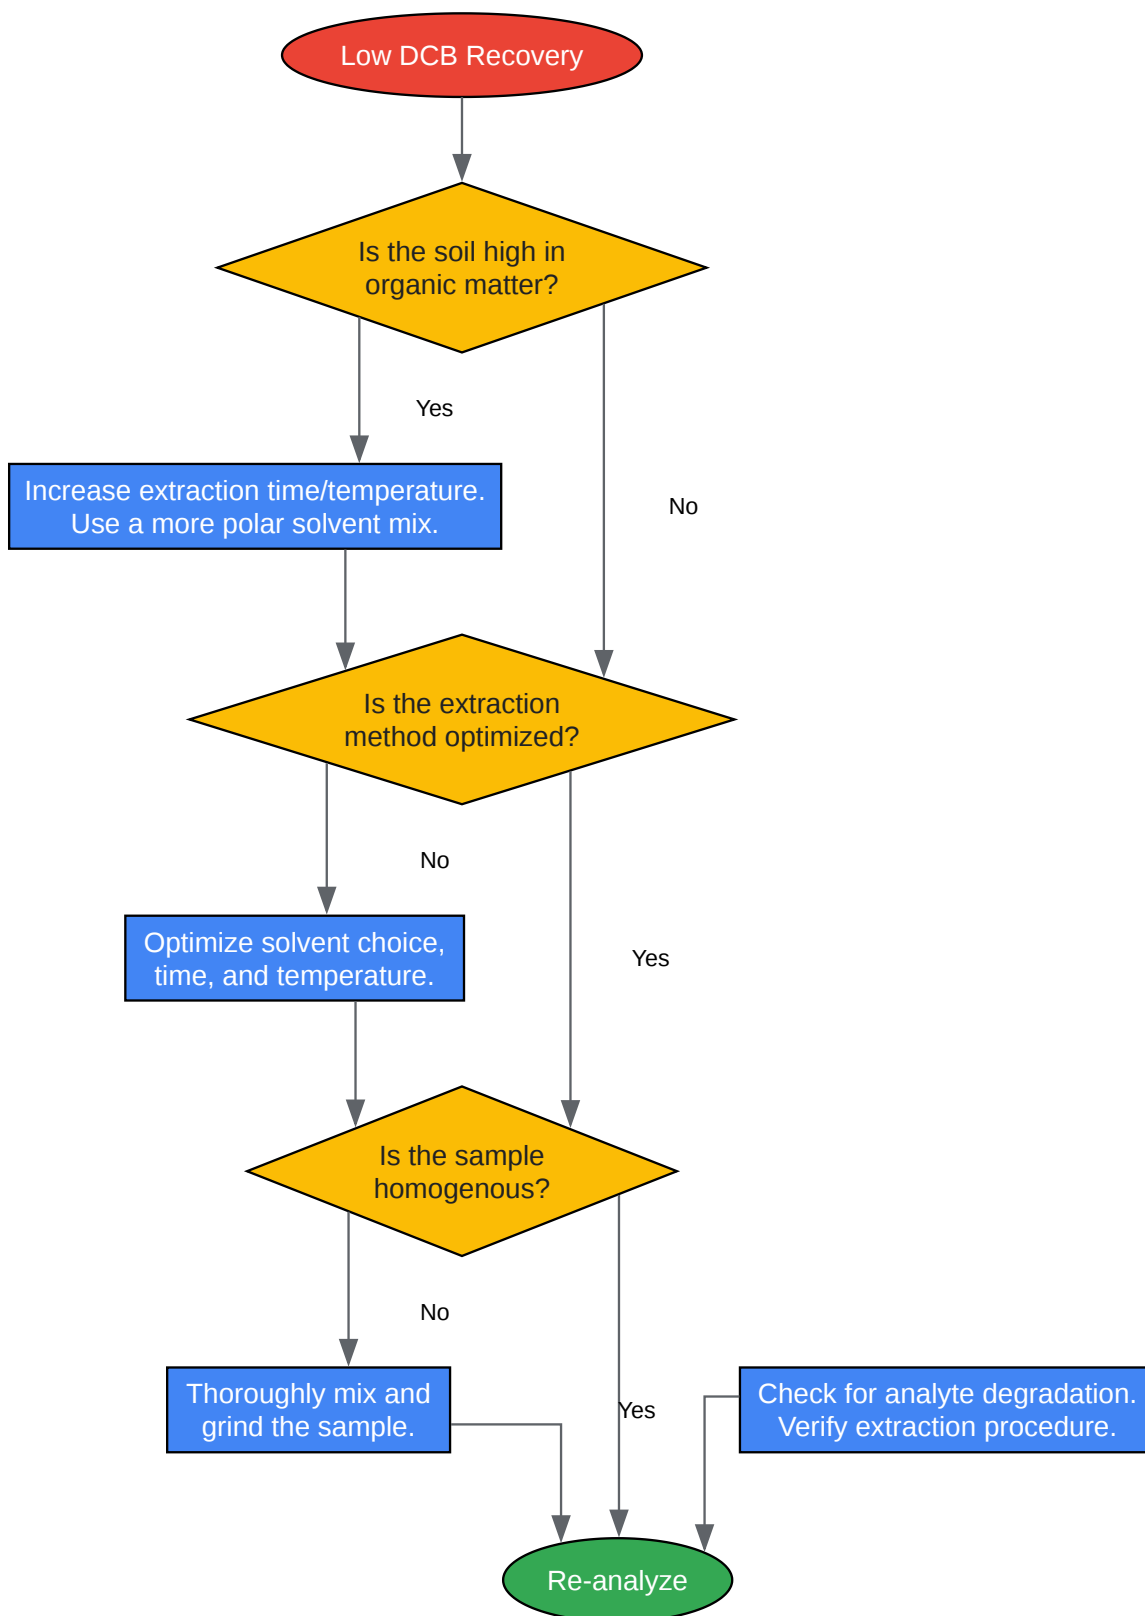 Low DCB Recovery
Is the soil high in
organic matter?
Yes
Increase extraction time/temperature.
Use a more polar solvent mix.
No
Is the extraction
method optimized?
No
Optimize solvent choice,
time, and temperature.
Yes
Is the sample
homogenous?
No
Thoroughly mix and
grind the sample.
Yes
Check for analyte degradation.
Verify extraction procedure.
Re-analyze